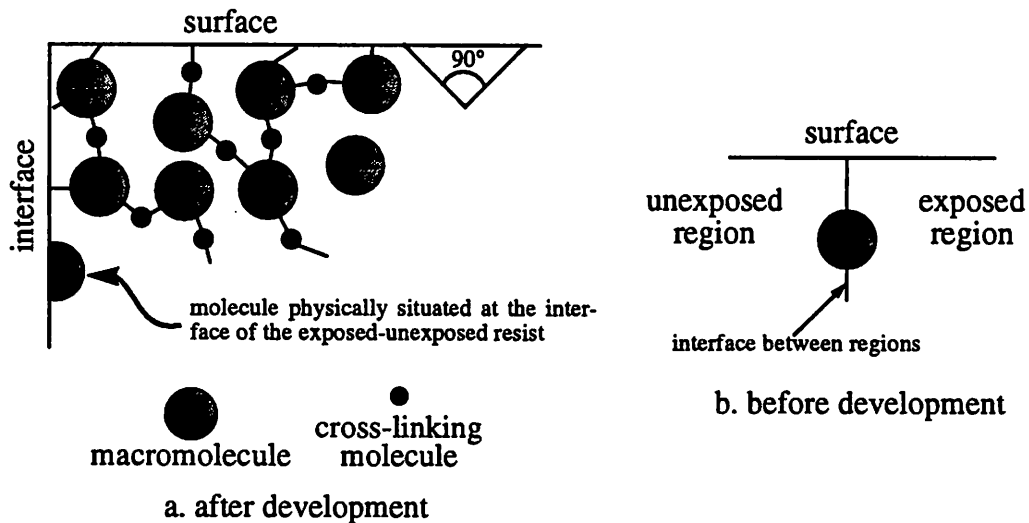 surface
90°
interface
molecule physically situated at the inter-
face of the exposed-unexposed resist
macromolecule
cross-linking
molecule
a. after development
surface
unexposed
region
exposed
region
interface between regions
b. before development